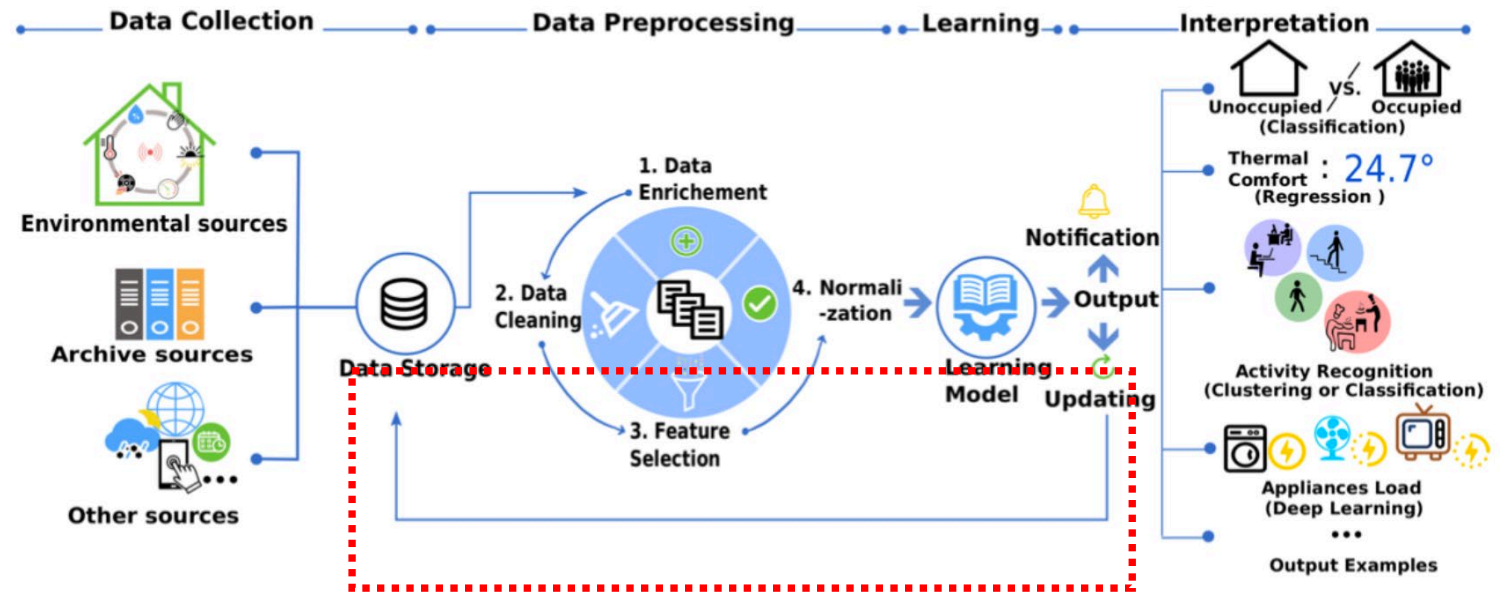 Data Collection
Data Preprocessing
Learning
Interpretation
Environmental sources
Archive sources
Other sources
Data Storage
1. Data
Enrichement
2. Data
Cleaning
3. Feature
Selection
4. Normali
-zation
Learning
Model
Notification
Output
Updating
VS.
Unoccupied
Occupied
(Classification)
Thermal
Comfort
: 24.7°
(Regression )
Activity Recognition
(Clustering or Classification)
Appliances Load
(Deep Learning)
•••
Output Examples